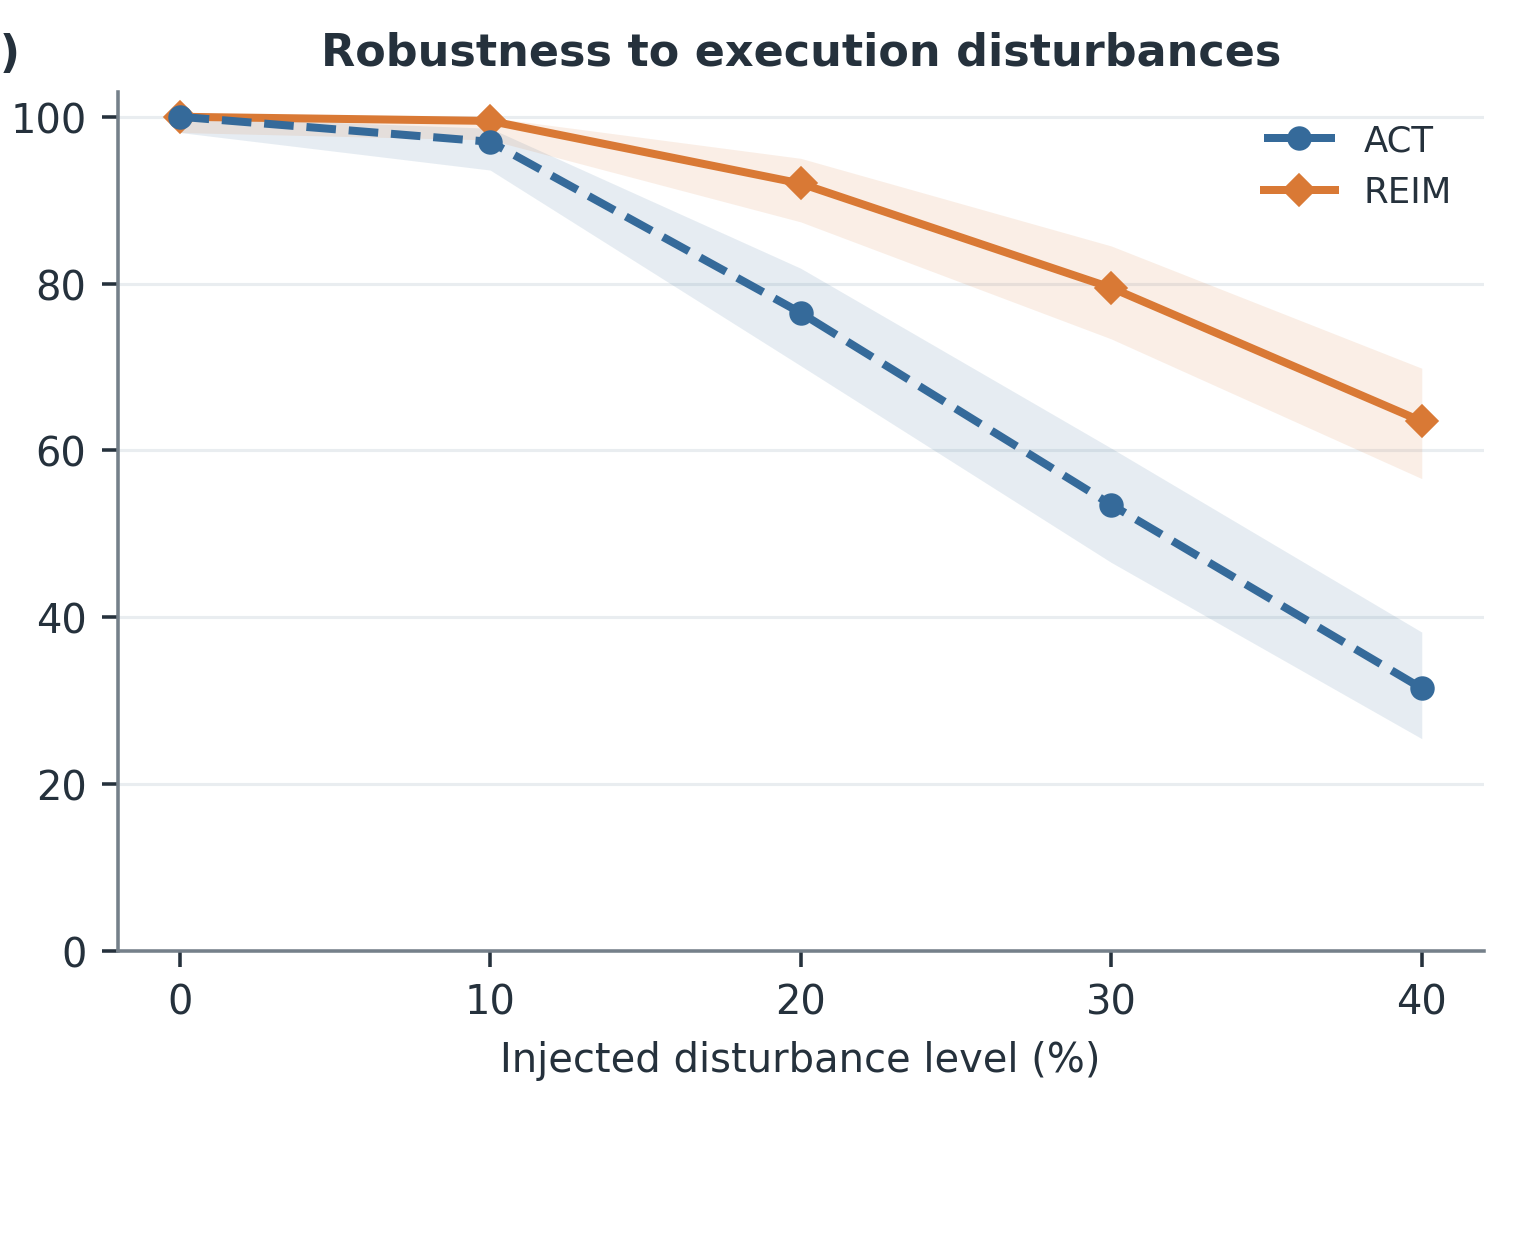 ) Robustness to execution disturbances
100
80
60
40
20
0
ACT
REIM
0 10 20 30 40
Injected disturbance level (%)